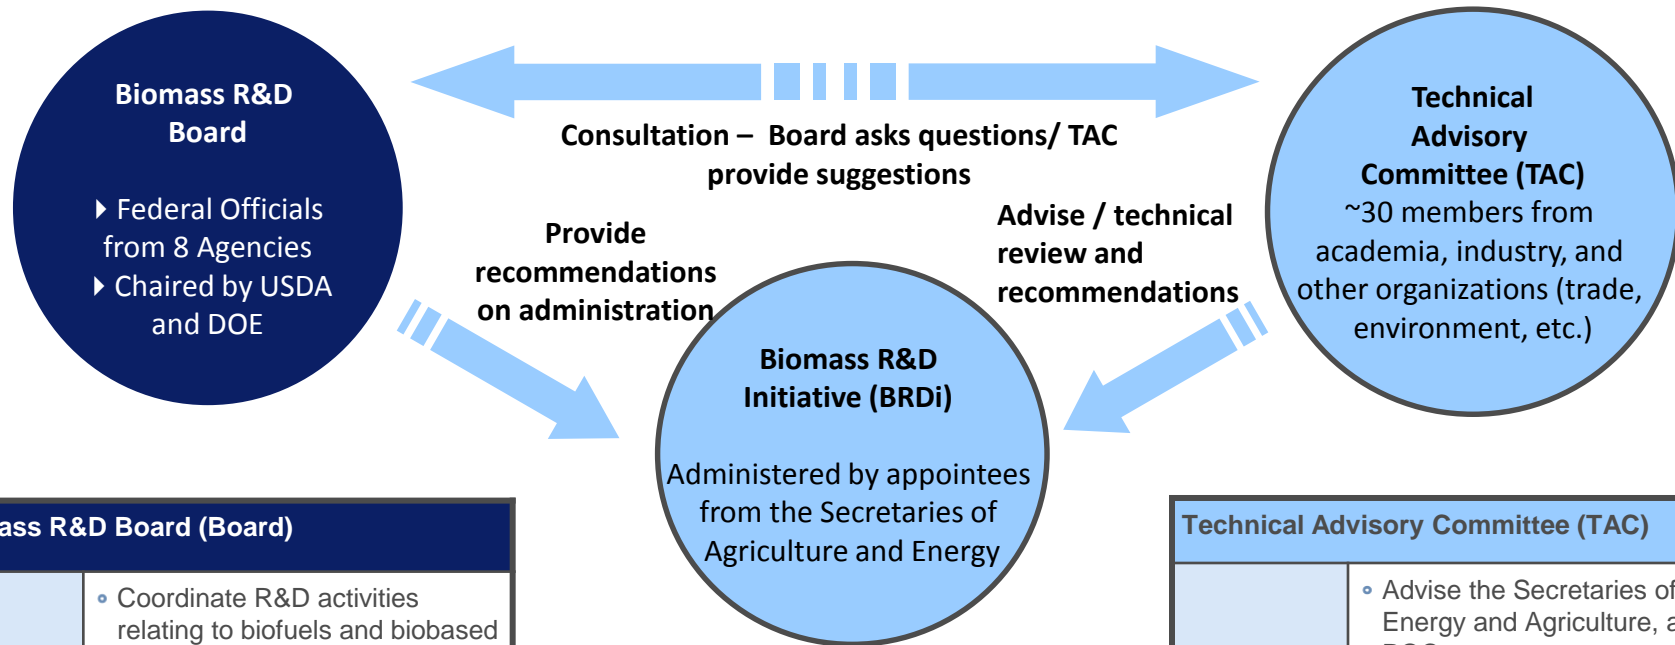 Biomass R&D
Board
Federal Officials
from 8 Agencies
Chaired by USDA
and DOE
Consultation – Board asks questions/ TAC
provide suggestions
Technical
Advisory
Committee (TAC)
~30 members from
academia, industry, and
other organizations (trade,
environment, etc.)
Provide
recommendations
on administration
Advise / technical
review and
recommendations
Biomass R&D
Initiative (BRDi)
Administered by appointees
from the Secretaries of
Agriculture and Energy
ass R&D Board (Board)
• Coordinate R&D activities
relating to biofuels and biobased
Technical Advisory Committee (TAC)
• Advise the Secretaries of
Energy and Agriculture,